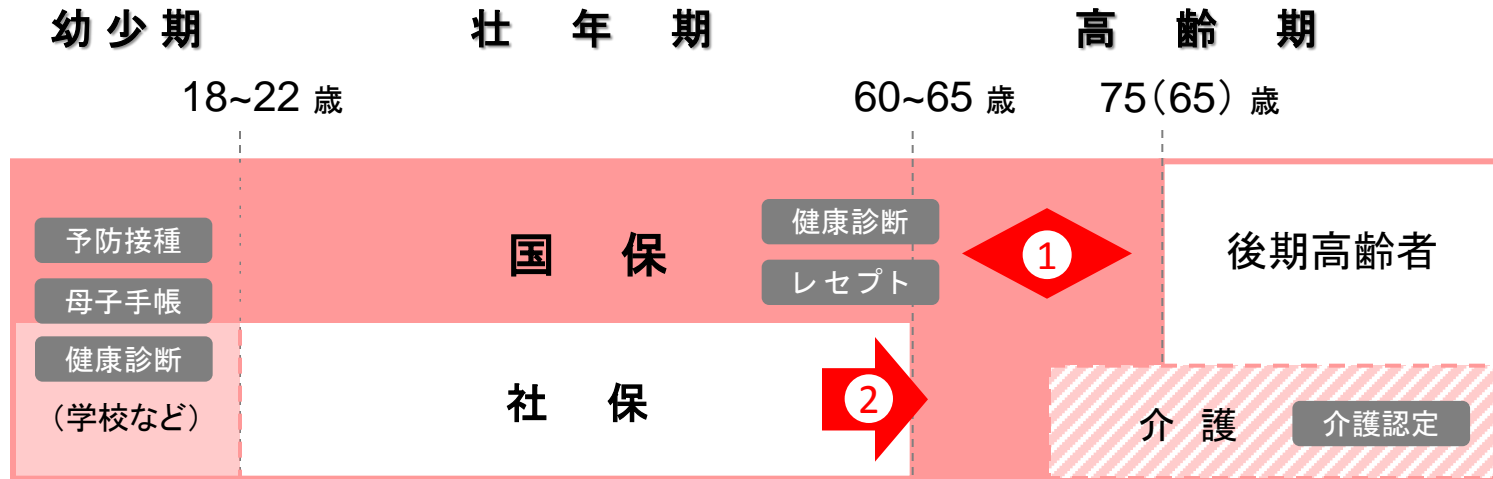 幼少期
壮年期
高齢期
18~22 歳
60~65 歳
75(65) 歳
予防接種
母子手帳
健康診断
(学校など)
国保
社保
健康診断
レセプト
1
2
後期高齢者
介護
介護認定